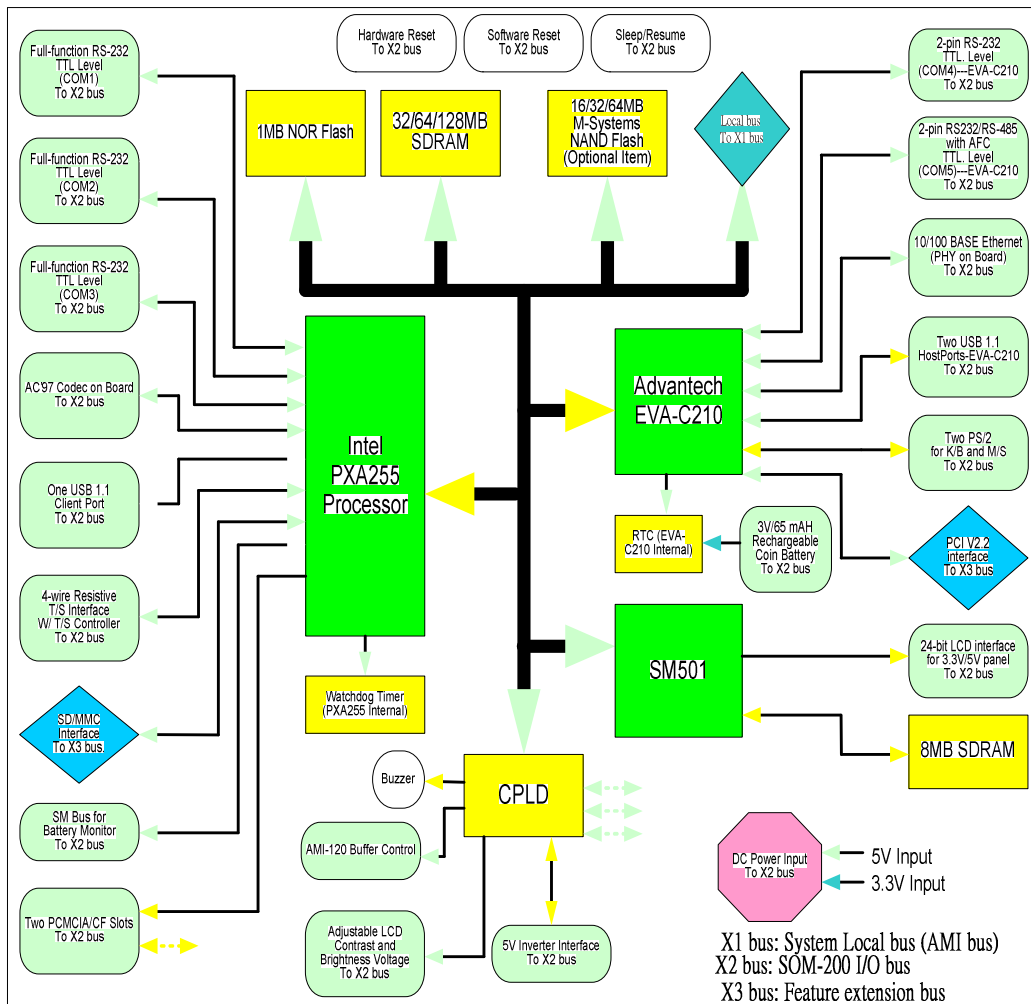 Hardware Reset
To X2 bus
Software Reset
To X2 bus
Sleep/Resume
To X2 bus
Full-function RS-232
TTL Level
(COM1)
To X2 bus
Full-function RS-232
TTL Level
(COM2)
To X2 bus
Full-function RS-232
TTL Level
(COM3)
To X2 bus
AC'97 Codec on Board
To X2 bus
One USB 1.1
Client Port
To X2 bus
4-wire Resistive
T/S Interface
W/ T/S Controller
To X2 bus
SD/MMC
Interface
To X3 bus.
SM Bus for
Battery Monitor
To X2 bus
Two PCMCIA/CF Slots
To X2 bus
1MB NOR Flash
32/64/128MB
SDRAM
16/32/64MB
M-Systems
NAND Flash
(Optional Item)
Local bus
To X1 bus
Intel
PXA255
Processor
Watchdog Timer
(PXA255 Internal)
Advantech
EVA-C210
RTC (EVA-
C210 Internal)
3V/65 mAH
Rechargeable
Coin Battery
To X2 bus
SM501
CPLD
Buzzer
AMI-120 Buffer Control
Adjustable LCD
Contrast and
Brightness Voltage
To X2 bus
5V Inverter Interface
To X2 bus
2-pin RS-232
TTL. Level
(COM4)---EVA-C210
To X2 bus
2-pin RS232/RS-485
with AFC
TTL. Level
(COM5)---EVA-C210
To X2 bus
10/100 BASE Ethernet
(PHY on Board)
To X2 bus
Two USB 1.1
HostPorts-EVA-C210
To X2 bus
Two PS/2
for K/B and M/S
To X2 bus
PCI V2.2
interface
To X3 bus
24-bit LCD interface
for 3.3V/5V panel
To X2 bus
8MB SDRAM
DC Power Input
To X2 bus
5V Input
3.3V Input
X1 bus: System Local bus (AMI bus)
X2 bus: SOM-200 I/O bus
X3 bus: Feature extension bus